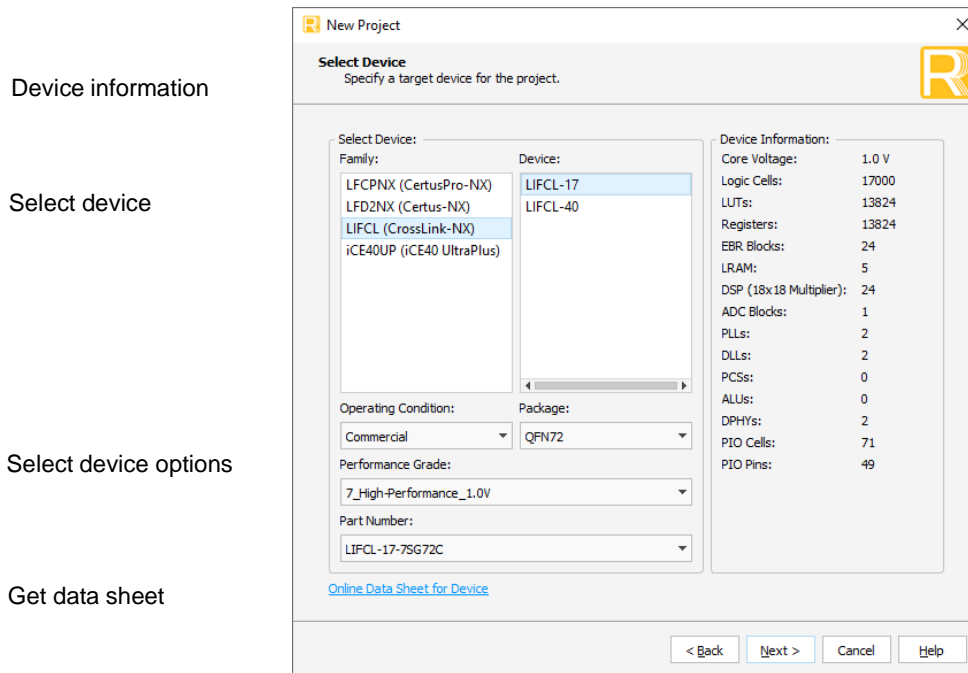 New Project
Select Device
Specify a target device for the project.
Device information
Select device
Select device options
Get data sheet
Select Device:
Family:
LFCPNX (CertusPro-NX)
LFD2NX (Certus-NX)
LIFCL (CrossLink-NX)
iCE40UP (iCE40 UltraPlus)
Device:
LIFCL-17
LIFCL-40
Operating Condition:
Commercial
Package:
QFN72
Performance Grade:
7_High-Performance_1.0V
Part Number:
LIFCL-17-7SG72C
Online Data Sheet for Device
Device Information:
Core Voltage: 1.0 V
Logic Cells: 17000
LUTs: 13824
Registers: 13824
EBR Blocks: 24
LRAM: 5
DSP (18x18 Multiplier): 24
ADC Blocks: 1
PLLs: 2
DLLs: 2
PCSs: 0
ALUs: 0
DPHYs: 2
PIO Cells: 71
PIO Pins: 49
< Back
Next >
Cancel
Help